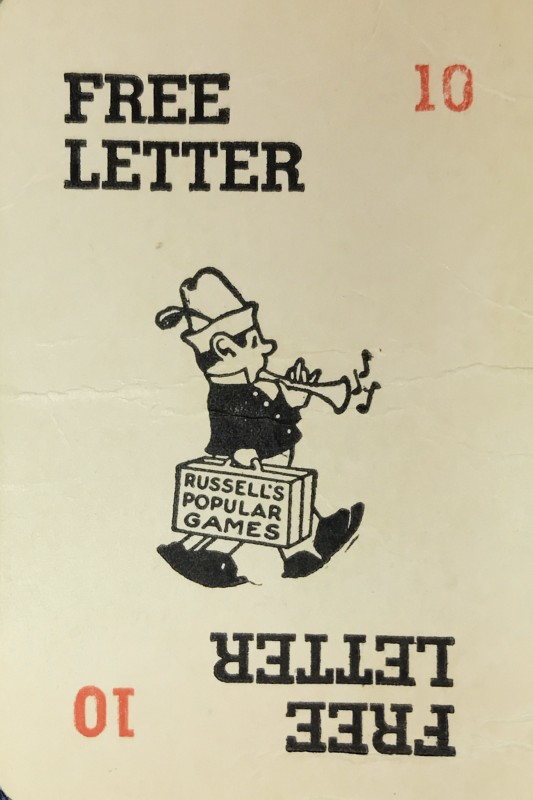 FREE
LETTER
10
RUSSELL'S
POPULAR
GAMES
FREE
LETTER
10